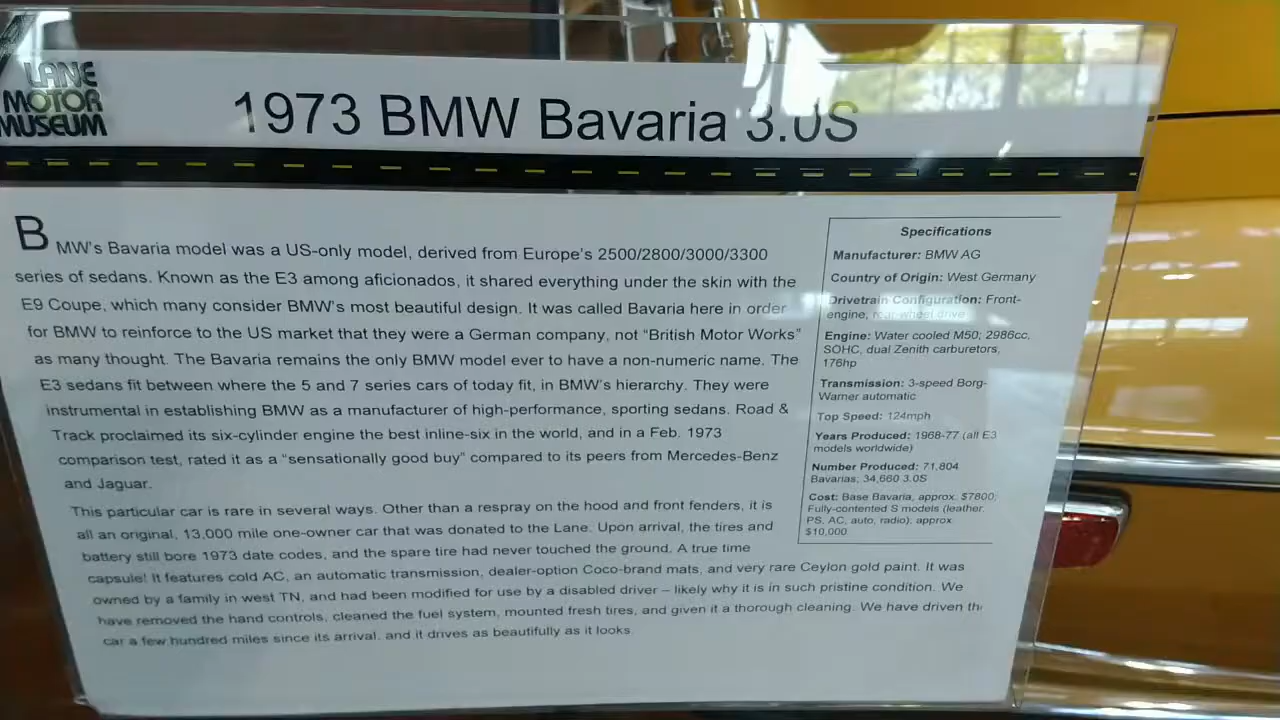 LANE
MOTOR
MUSEUM
1973 BMW Bavaria 3.0S
BMW's Bavaria model was a US-only model, derived from Europe's 2500/2800/3000/3300
series of sedans. Known as the E3 among aficionados, it shared everything under the skin with the
E9 Coupe, which many consider BMW's most beautiful design. It was called Bavaria here in order
for BMW to reinforce to the US market that they were a German company, not "British Motor Works"
as many thought. The Bavaria remains the only BMW model ever to have a non-numeric name. The
E3 sedans fit between where the 5 and 7 series cars of today fit, in BMW's hierarchy. They were
instrumental in establishing BMW as a manufacturer of high-performance, sporting sedans. Road &
Track proclaimed its six-cylinder engine the best inline-six in the world, and in a Feb. 1973
comparison test, rated it as a "sensationally good buy" compared to its peers from Mercedes-Benz
and Jaguar.
This particular car is rare in several ways. Other than a respray on the hood and front fenders, it is
all an original, 13,000 mile one-owner car that was donated to the Lane. Upon arrival, the tires and
battery still bore 1973 date codes, and the spare tire had never touched the ground. A true time
capsule! It features cold AC, an automatic transmission, dealer-option Coco-brand mats, and very rare Ceylon gold paint. It was
owned by a family in west TN, and had been modified for use by a disabled driver – likely why it is in such pristine condition. We
have removed the hand controls, cleaned the fuel system, mounted fresh tires, and given it a thorough cleaning. We have driven the
car a few hundred miles since its arrival, and it drives as beautifully as it looks.
Specifications
Manufacturer: BMW AG
Country of Origin: West Germany
Drivetrain Configuration: Front-
engine, rear-wheel drive
Engine: Water cooled M50; 2986cc,
SOHC, dual Zenith carburetors,
176hp
Transmission: 3-speed Borg-
Warner automatic
Top Speed: 124mph
Years Produced: 1968-77 (all E3
models worldwide)
Number Produced: 71,804
Bavarias, 34,660 3.0S
Cost: Base Bavaria, approx. $7800;
Fully-contented S models (leather,
PS, AC, auto, radio), approx.
$10,000